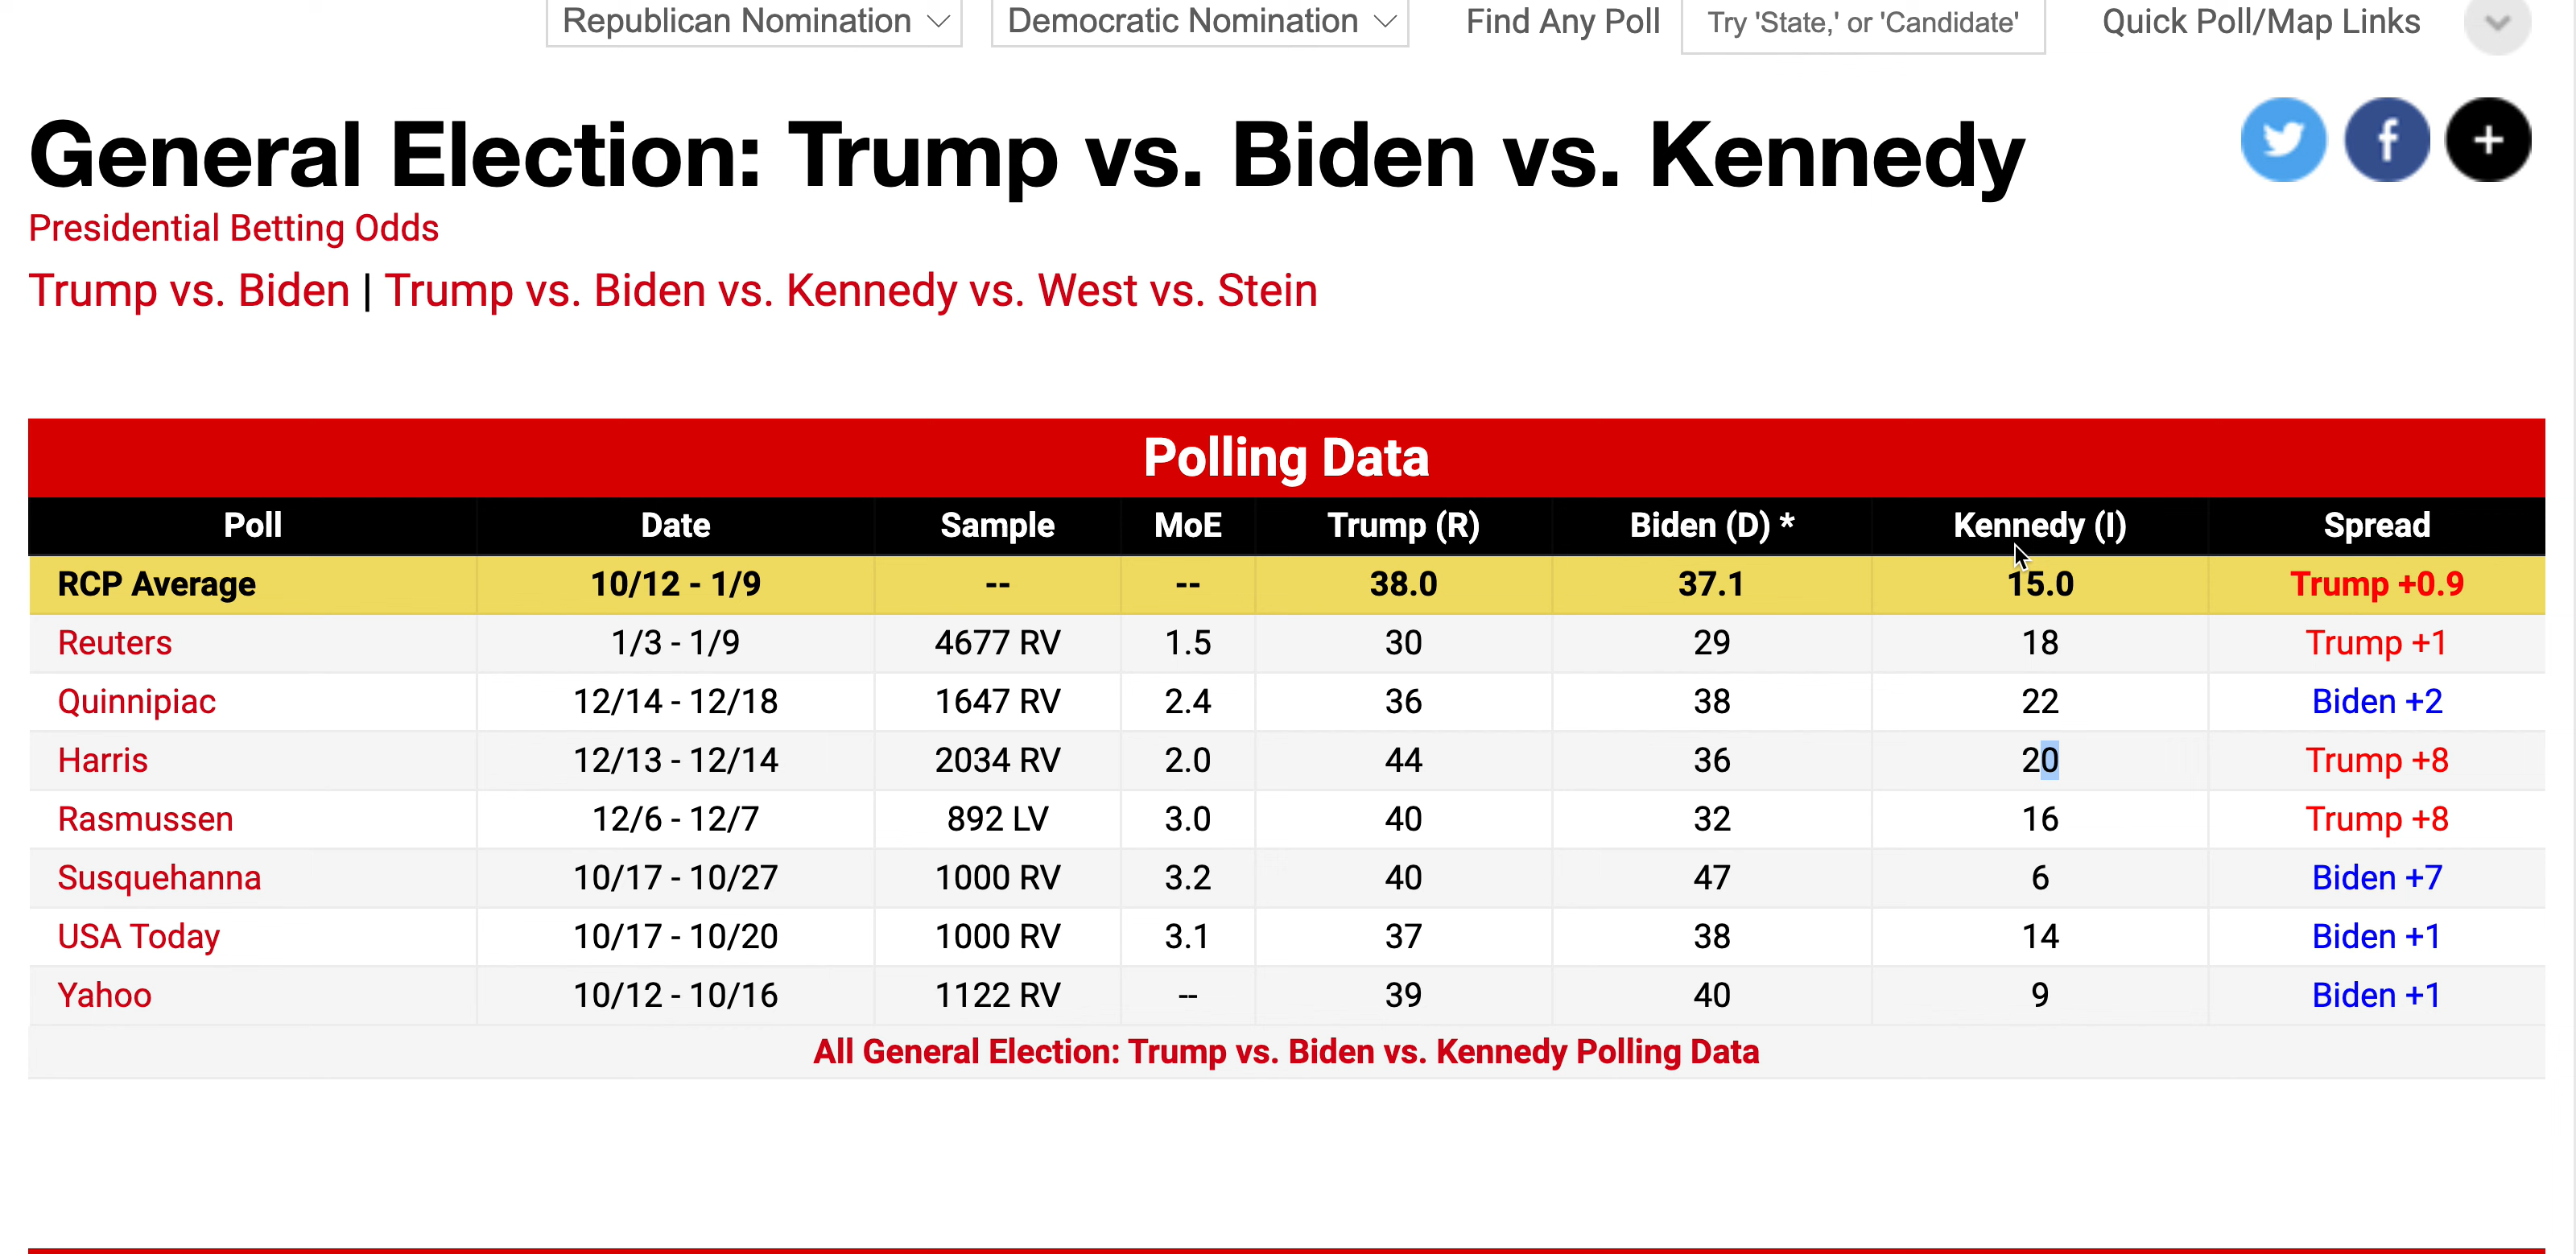 Republican Nomination Democratic Nomination Find Any Poll Try 'State,' or 'Candidate' Quick Poll/Map Links
General Election: Trump vs. Biden vs. Kennedy
Presidential Betting Odds
Trump vs. Biden | Trump vs. Biden vs. Kennedy vs. West vs. Stein
Polling Data
Poll Date Sample MoE Trump (R) Biden (D) * Kennedy (I) Spread
RCP Average 10/12 - 1/9 -- -- 38.0 37.1 15.0 Trump +0.9
Reuters 1/3 - 1/9 4677 RV 1.5 30 29 18 Trump +1
Quinnipiac 12/14 - 12/18 1647 RV 2.4 36 38 22 Biden +2
Harris 12/13 - 12/14 2034 RV 2.0 44 36 20 Trump +8
Rasmussen 12/6 - 12/7 892 LV 3.0 40 32 16 Trump +8
Susquehanna 10/17 - 10/27 1000 RV 3.2 40 47 6 Biden +7
USA Today 10/17 - 10/20 1000 RV 3.1 37 38 14 Biden +1
Yahoo 10/12 - 10/16 1122 RV -- 39 40 9 Biden +1
All General Election: Trump vs. Biden vs. Kennedy Polling Data